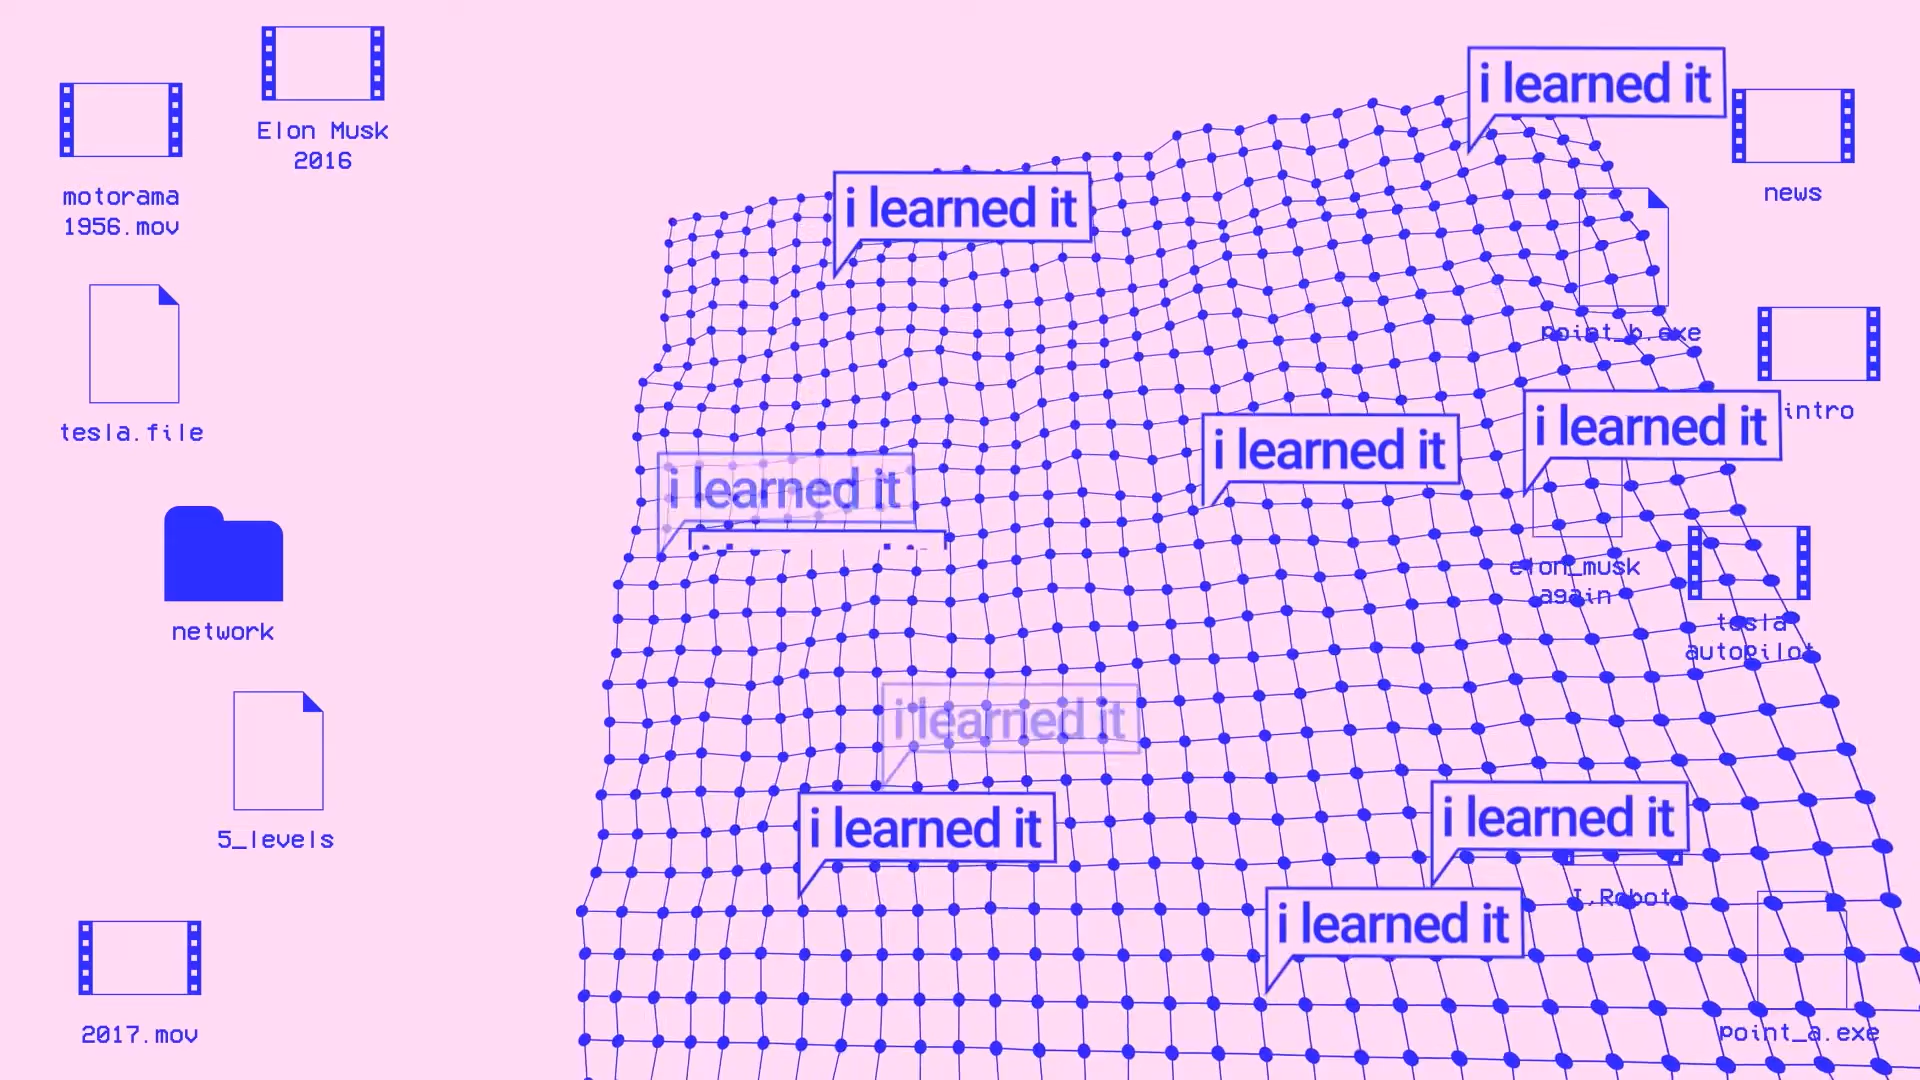 Elon Musk
2016
motorama
1956.mov
tesla.file
network
5_levels
2017.mov
i learned it
i learned it
i learned it
i learned it
i learned it
i learned it
i learned it
i learned it
i learned it
news
point_b.exe
intro
elon_musk
again
tesla
autopilot
I,Robot
point_a.exe